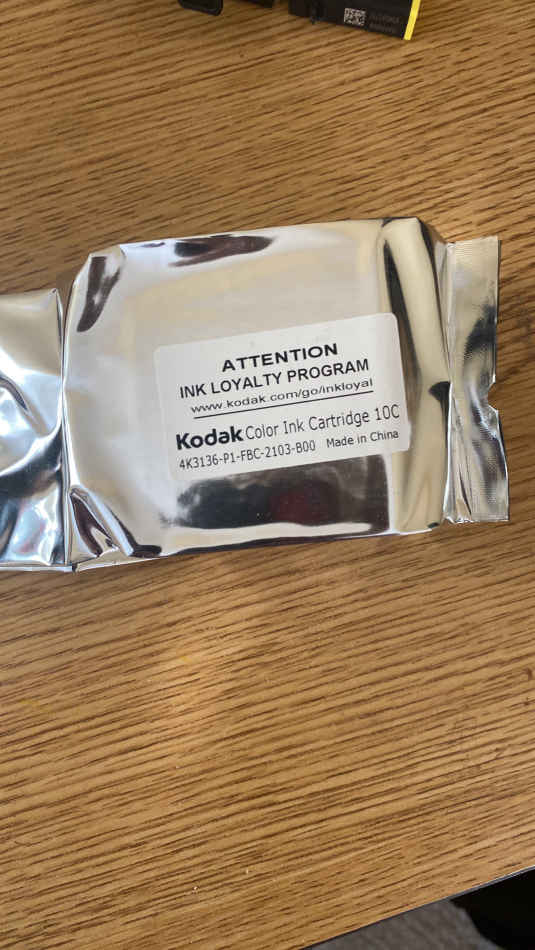 ATTENTION
INK LOYALTY PROGRAM
www.kodak.com/go/inkloyal
Kodak Color Ink Cartridge 10C
4K3136-P1-FBC-2103-B00 Made in China